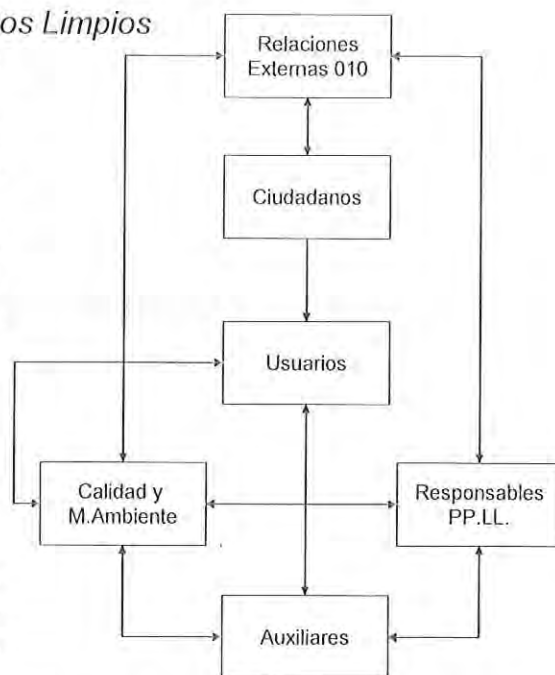 os Limpios
Relaciones
Externas 010
Ciudadanos
Usuarios
Calidad y
M.Ambiente
Responsables
PP.LL.
Auxiliares